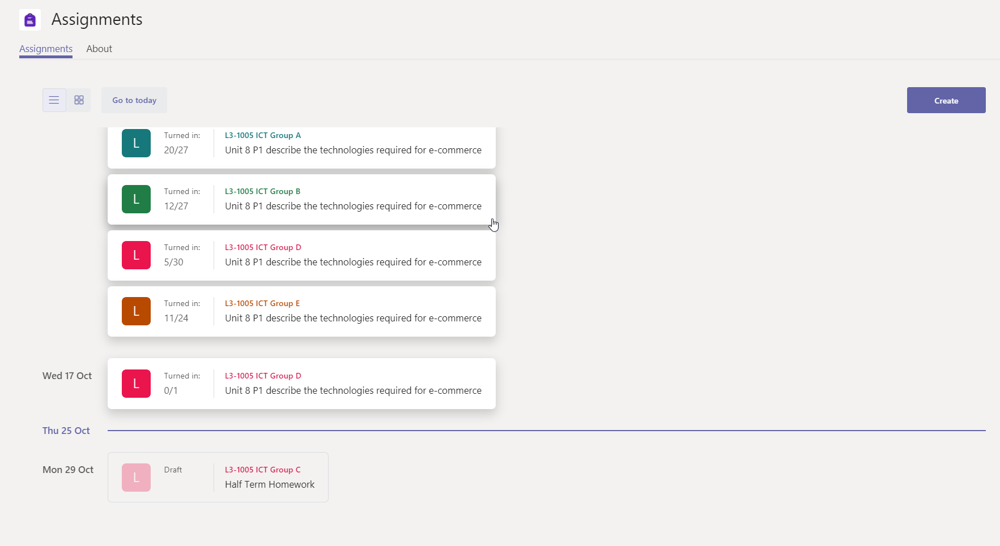 Assignments
Assignments About
Go to today
Create
L
Turned in:
20/27
L3-1005 ICT Group A
Unit 8 P1 describe the technologies required for e-commerce
L
Turned in:
12/27
L3-1005 ICT Group B
Unit 8 P1 describe the technologies required for e-commerce
L
Turned in:
5/30
L3-1005 ICT Group D
Unit 8 P1 describe the technologies required for e-commerce
L
Turned in:
11/24
L3-1005 ICT Group E
Unit 8 P1 describe the technologies required for e-commerce
Wed 17 Oct
L
Turned in:
0/1
L3-1005 ICT Group D
Unit 8 P1 describe the technologies required for e-commerce
Thu 25 Oct
Mon 29 Oct
L
Draft
L3-1005 ICT Group C
Half Term Homework